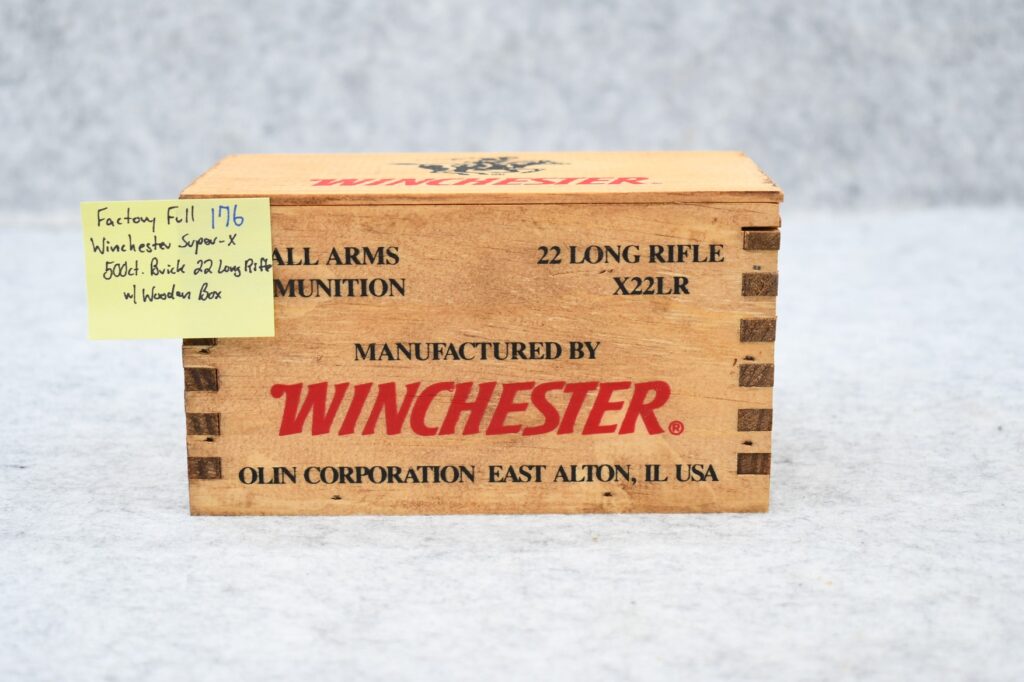 WINCHESTER
Factory Full 176
Winchester Super-X
500ct. Brick 22 Long Rifle
w/ Wooden Box
ALL ARMS
MUNITION
22 LONG RIFLE
X22LR
MANUFACTURED BY
WINCHESTER®
OLIN CORPORATION EAST ALTON, IL USA